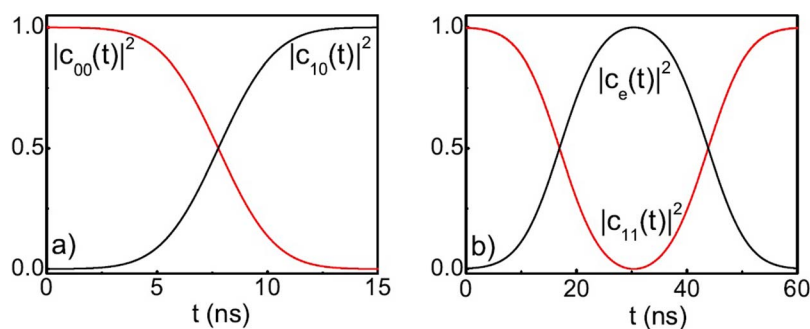 1.0
|c00(t)|²
|c10(t)|²
0.5
a)
0.0
0 5 10 15
t (ns)
1.0
|ce(t)|²
0.5
|c11(t)|²
b)
0.0
0 20 40 60
t (ns)